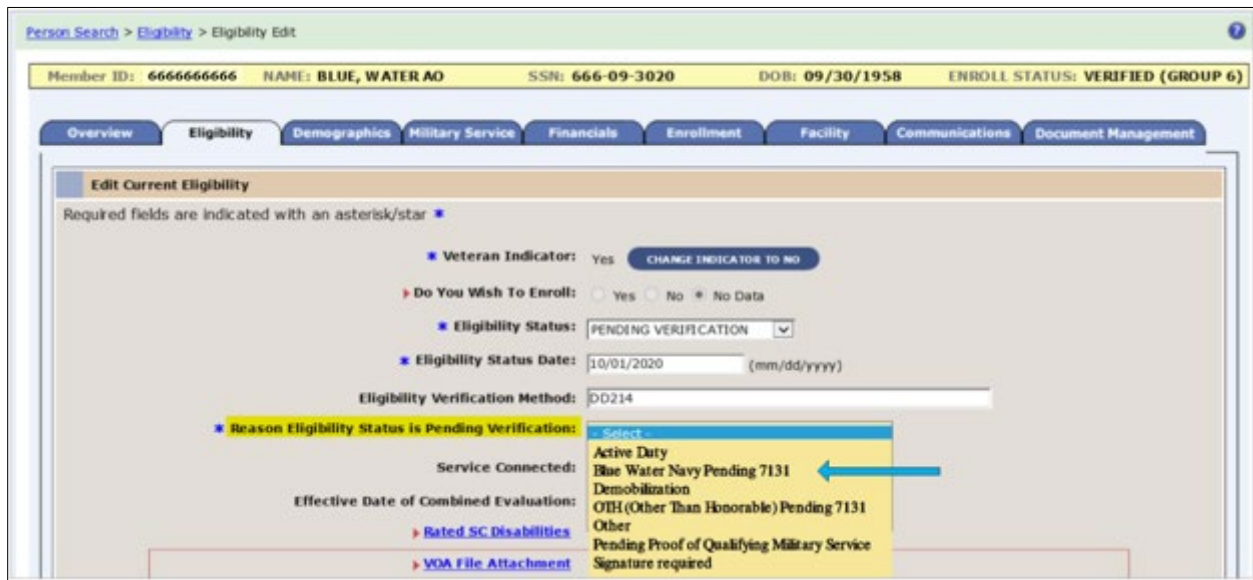 Person Search > Eligibility > Eligibility Edit
Member ID: 6666666666 NAME: BLUE, WATER AO SSN: 666-09-3020 DOB: 09/30/1958 ENROLL STATUS: VERIFIED (GROUP 6)
Overview Eligibility Demographics Military Service Financials Enrollment Facility Communications Document Management
Edit Current Eligibility
Required fields are indicated with an asterisk/star *
* Veteran Indicator: Yes CHANGE INDICATOR TO NO
Do You Wish To Enroll: Yes No No Data
* Eligibility Status: PENDING VERIFICATION
* Eligibility Status Date: 10/01/2020 (mm/dd/yyyy)
Eligibility Verification Method: DD214
* Reason Eligibility Status is Pending Verification: - Select -
Active Duty
Blue Water Navy Pending 7131
Service Connected:
Demobilization
Effective Date of Combined Evaluation:
OTH (Other Than Honorable) Pending 7131
Rated SC Disabilities
Other
Pending Proof of Qualifying Military Service
VOA File Attachment
Signature required